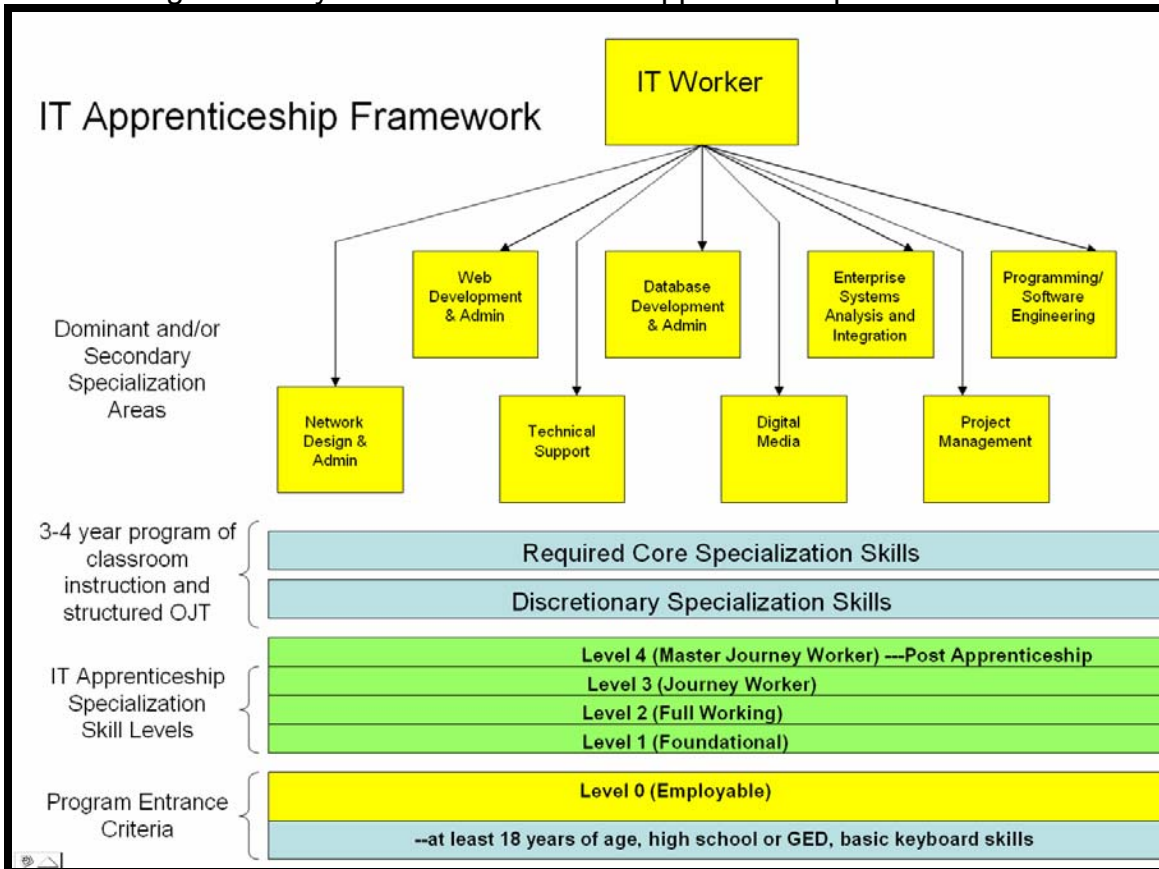 IT Worker
IT Apprenticeship Framework
Web
Development
& Admin
Database
Development
& Admin
Enterprise
Systems
Analysis and
Integration
Programming/
Software
Engineering
Dominant and/or
Secondary
Specialization
Areas
Network
Design &
Admin
Technical
Support
Digital
Media
Project
Management
3-4 year program of
classroom
instruction and
structured OJT
Required Core Specialization Skills
Discretionary Specialization Skills
IT Apprenticeship
Specialization
Skill Levels
Level 4 (Master Journey Worker) ---Post Apprenticeship
Level 3 (Journey Worker)
Level 2 (Full Working)
Level 1 (Foundational)
Program Entrance
Criteria
Level 0 (Employable)
--at least 18 years of age, high school or GED, basic keyboard skills